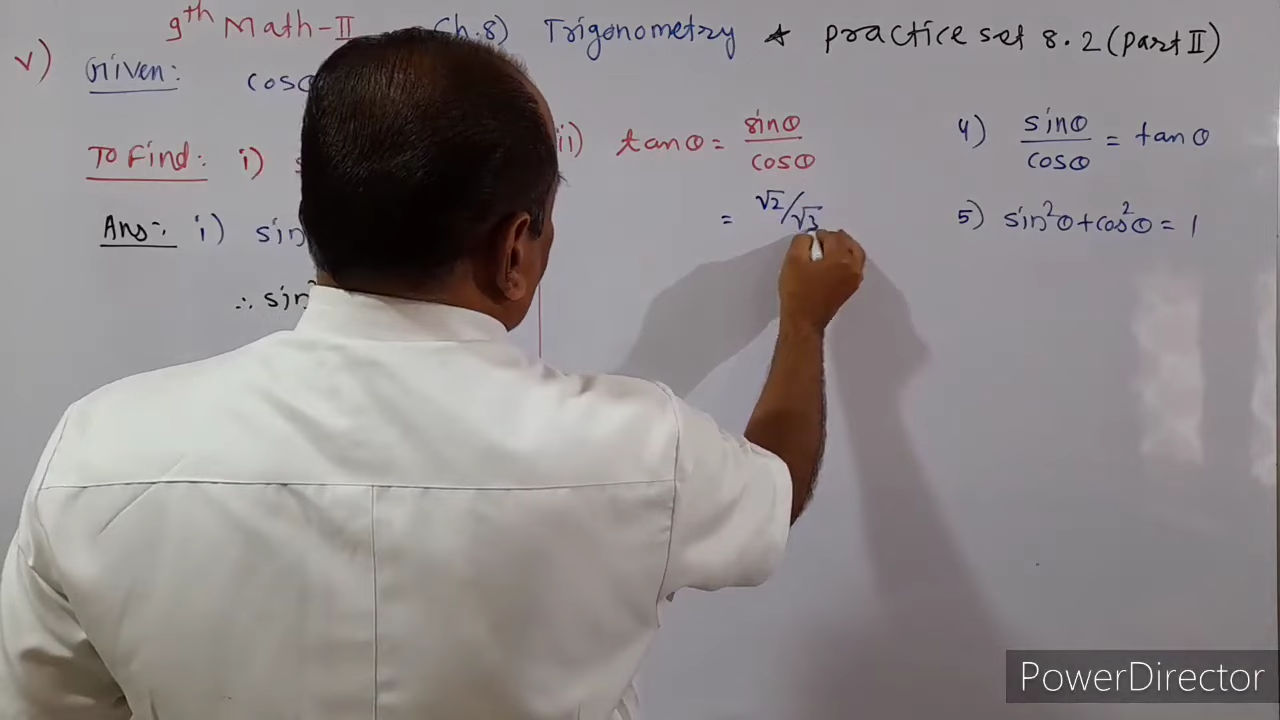 9th Math-II Ch.8) Trigonometry ★ practice set 8.2 (Part II)
v) Given: cosθ
To Find: i)
Ans:- i) sin
∴ sin²
ii) tanθ = sinθ/cosθ
= √2/√3
4) sinθ/cosθ = tanθ
5) sin²θ + cos²θ = 1
PowerDirector